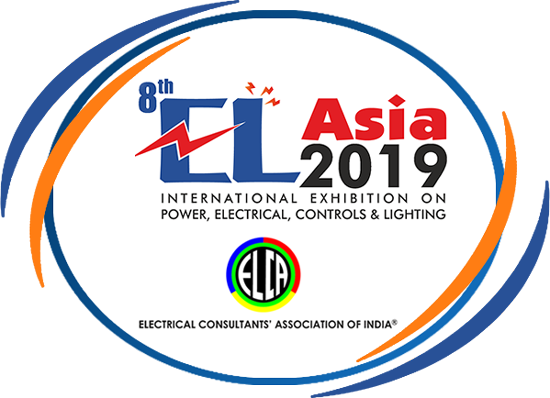 8th
EL Asia
2019
INTERNATIONAL EXHIBITION ON
POWER, ELECTRICAL, CONTROLS & LIGHTING
ELCA
ELECTRICAL CONSULTANTS' ASSOCIATION OF INDIA®